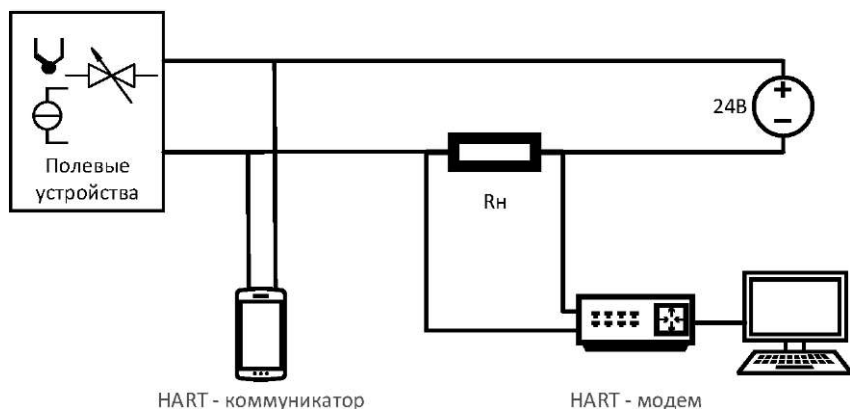 24В
+
−
Полевые
устройства
Rн
HART - коммуникатор
HART - модем